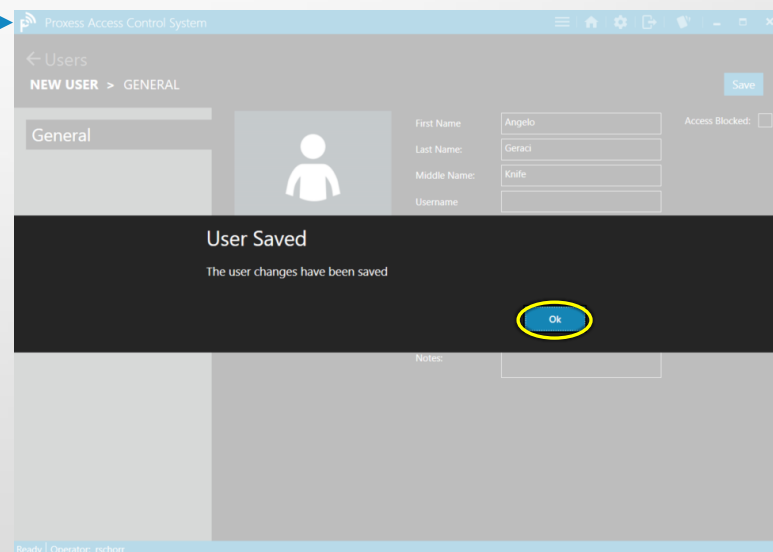 Proxess Access Control System
Users
NEW USER > GENERAL
Save
General
First Name
Angelo
Access Blocked:
Last Name:
Geraci
Middle Name:
Knife
Username
User Saved
The user changes have been saved
Ok
Notes:
Ready
Operator: rschorr